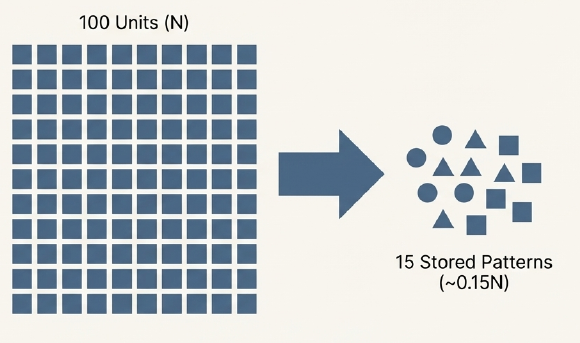 100 Units (N)
15 Stored Patterns
(~0.15N)